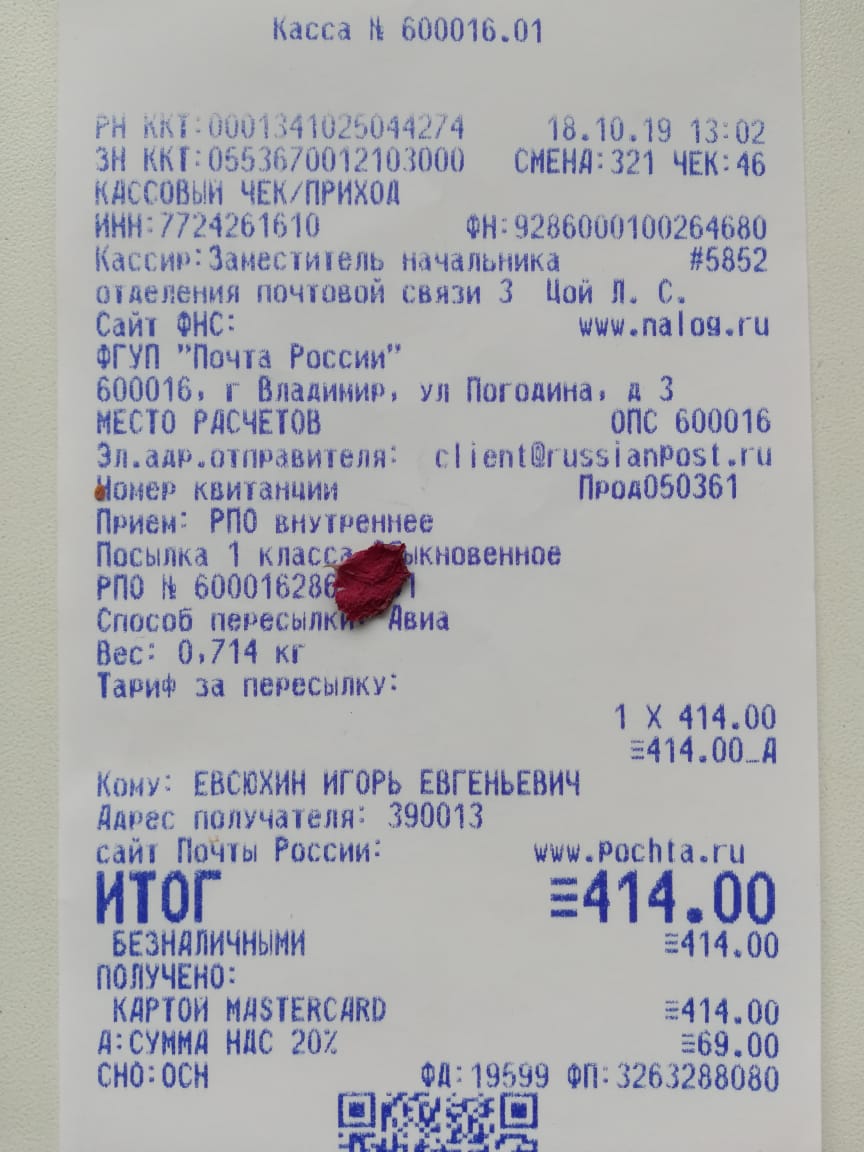 Касса № 600016.01
РН ККТ:0001341025044274 18.10.19 13:02
ЗН ККТ:0553670012103000 СМЕНА:321 ЧЕК:46
КАССОВЫЙ ЧЕК/ПРИХОД
ИНН:7724261610 ФН:9286000100264680
Кассир:Заместитель начальника #5852
отделения почтовой связи 3 Цой Л. С.
Сайт ФНС: www.nalog.ru
ФГУП "Почта России"
600016, г Владимир, ул Погодина, д 3
МЕСТО РАСЧЕТОВ ОПС 600016
Эл.адр.отправителя: client@russianpost.ru
Номер квитанции Прод050361
Прием: РПО внутреннее
Посылка 1 класса
РПО №
Способ пересылки: Авиа
Вес: 0,714 кг
Тариф за пересылку:
1 X 414.00
≡414.00_А
Кому: ЕВСЮХИН ИГОРЬ ЕВГЕНЬЕВИЧ
Адрес получателя: 390013
сайт Почты России: www.pochta.ru
ИТОГ ≡414.00
БЕЗНАЛИЧНЫМИ ≡414.00
ПОЛУЧЕНО:
КАРТОЙ MASTERCARD ≡414.00
А:СУММА НДС 20% ≡69.00
СНО:ОСН ФД:19599 ФП:3263288080